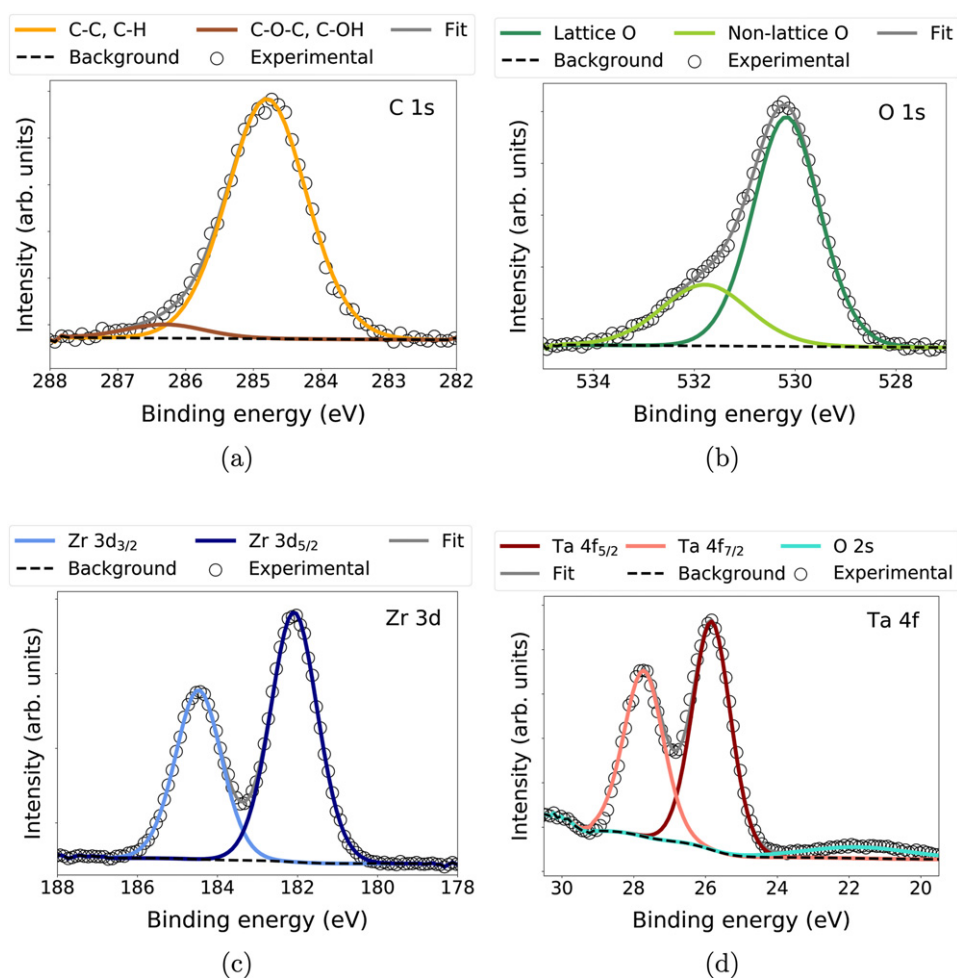 C-C, C-H C-O-C, C-OH Fit
Background Experimental
C 1s
Intensity (arb. units)
288 287 286 285 284 283 282
Binding energy (eV)
(a)
Lattice O Non-lattice O Fit
Background Experimental
O 1s
Intensity (arb. units)
534 532 530 528
Binding energy (eV)
(b)
Zr 3d3/2 Zr 3d5/2 Fit
Background Experimental
Zr 3d
Intensity (arb. units)
188 186 184 182 180 178
Binding energy (eV)
(c)
Ta 4f5/2 Ta 4f7/2 O 2s
Fit Background Experimental
Ta 4f
Intensity (arb. units)
30 28 26 24 22 20
Binding energy (eV)
(d)